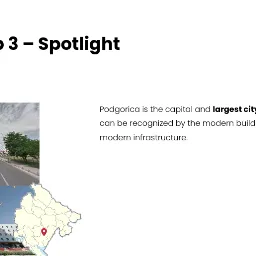 3 – Spotlight
Podgorica is the capital and largest city
can be recognized by the modern build
modern infrastructure.